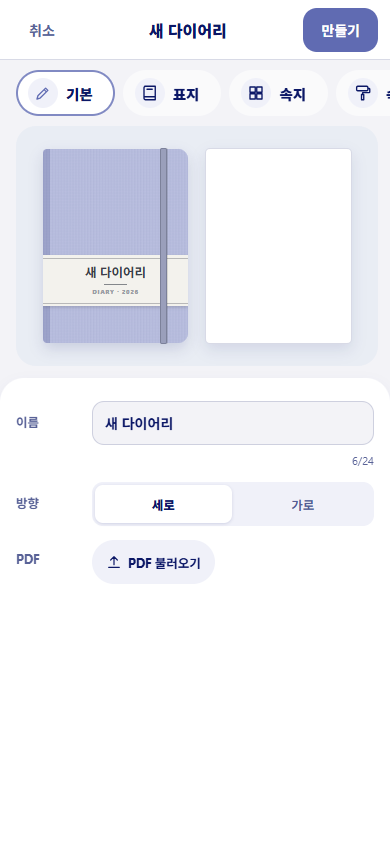 취소
새 다이어리
만들기
기본
표지
속지
새 다이어리
DIARY · 2026
이름
새 다이어리
6/24
방향
세로
가로
PDF
PDF 불러오기